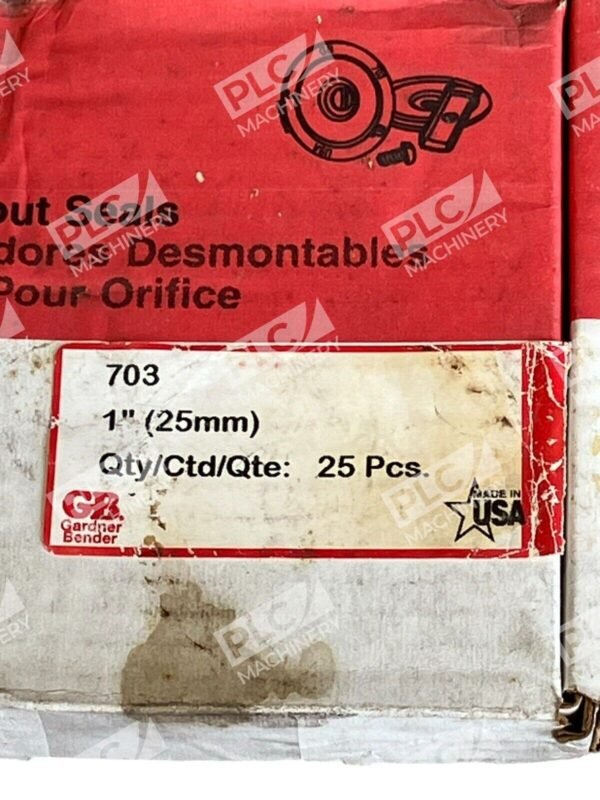 out Seals
dores Desmontables
Pour Orifice
703
1" (25mm)
Qty/Ctd/Qte: 25 Pcs.
GB
Gardner
Bender
MADE IN
USA
PLC
MACHINERY